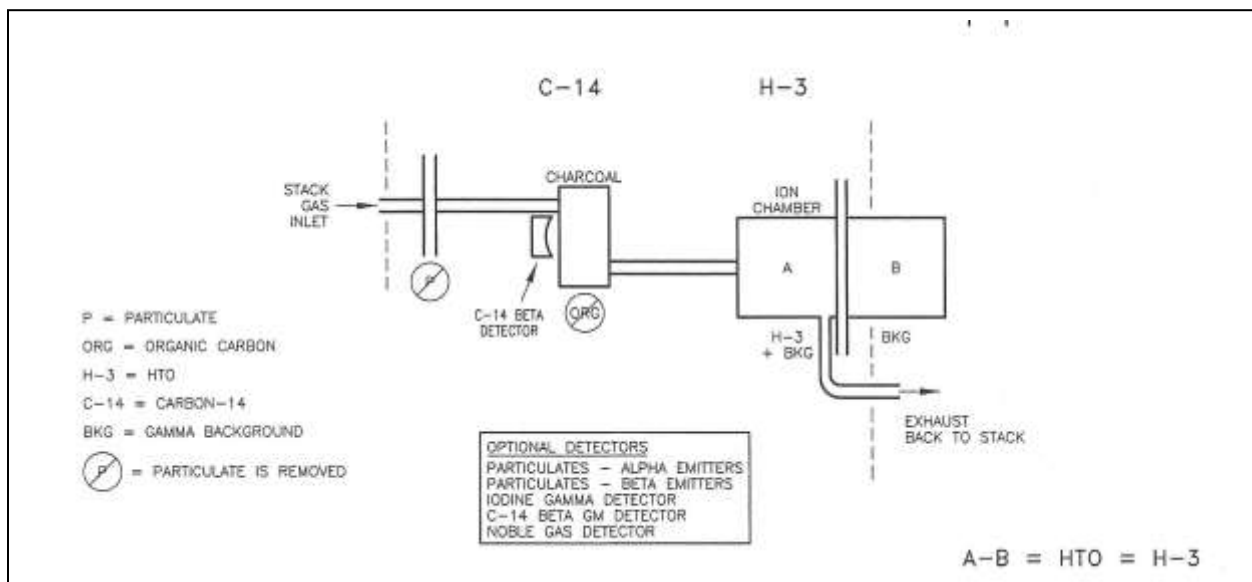 C-14
H-3
STACK
GAS
INLET
CHARCOAL
ION
CHAMBER
A
B
P
C-14 BETA
DETECTOR
ORG
H-3
+ BKG
BKG
EXHAUST
BACK TO STACK
P = PARTICULATE
ORG = ORGANIC CARBON
H-3 = HTO
C-14 = CARBON-14
BKG = GAMMA BACKGROUND
P = PARTICULATE IS REMOVED
OPTIONAL DETECTORS
PARTICULATES - ALPHA EMITTERS
PARTICULATES - BETA EMITTERS
IODINE GAMMA DETECTOR
C-14 BETA GM DETECTOR
NOBLE GAS DETECTOR
A-B = HTO = H-3